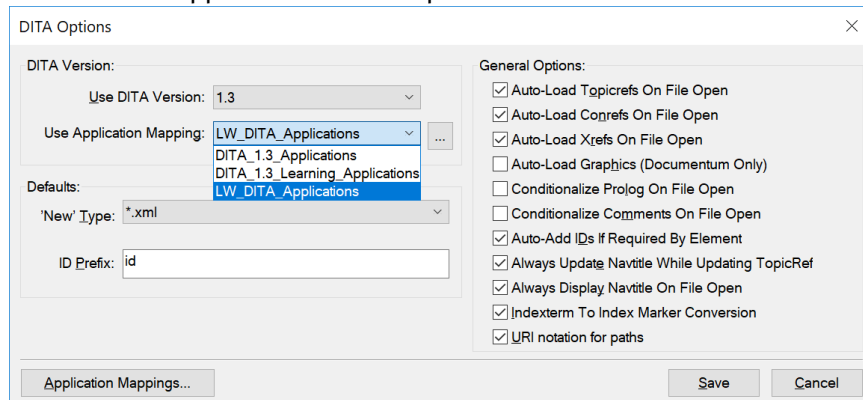 DITA Options
DITA Version:
Use DITA Version: 1.3
Use Application Mapping: LW_DITA_Applications ...
DITA_1.3_Applications
DITA_1.3_Learning_Applications
LW_DITA_Applications
Defaults:
'New' Type: *.xml
ID Prefix: id
General Options:
Auto-Load Topicrefs On File Open
Auto-Load Conrefs On File Open
Auto-Load Xrefs On File Open
Auto-Load Graphics (Documentum Only)
Conditionalize Prolog On File Open
Conditionalize Comments On File Open
Auto-Add IDs If Required By Element
Always Update Navtitle While Updating TopicRef
Always Display Navtitle On File Open
Indexterm To Index Marker Conversion
URI notation for paths
Application Mappings... Save Cancel